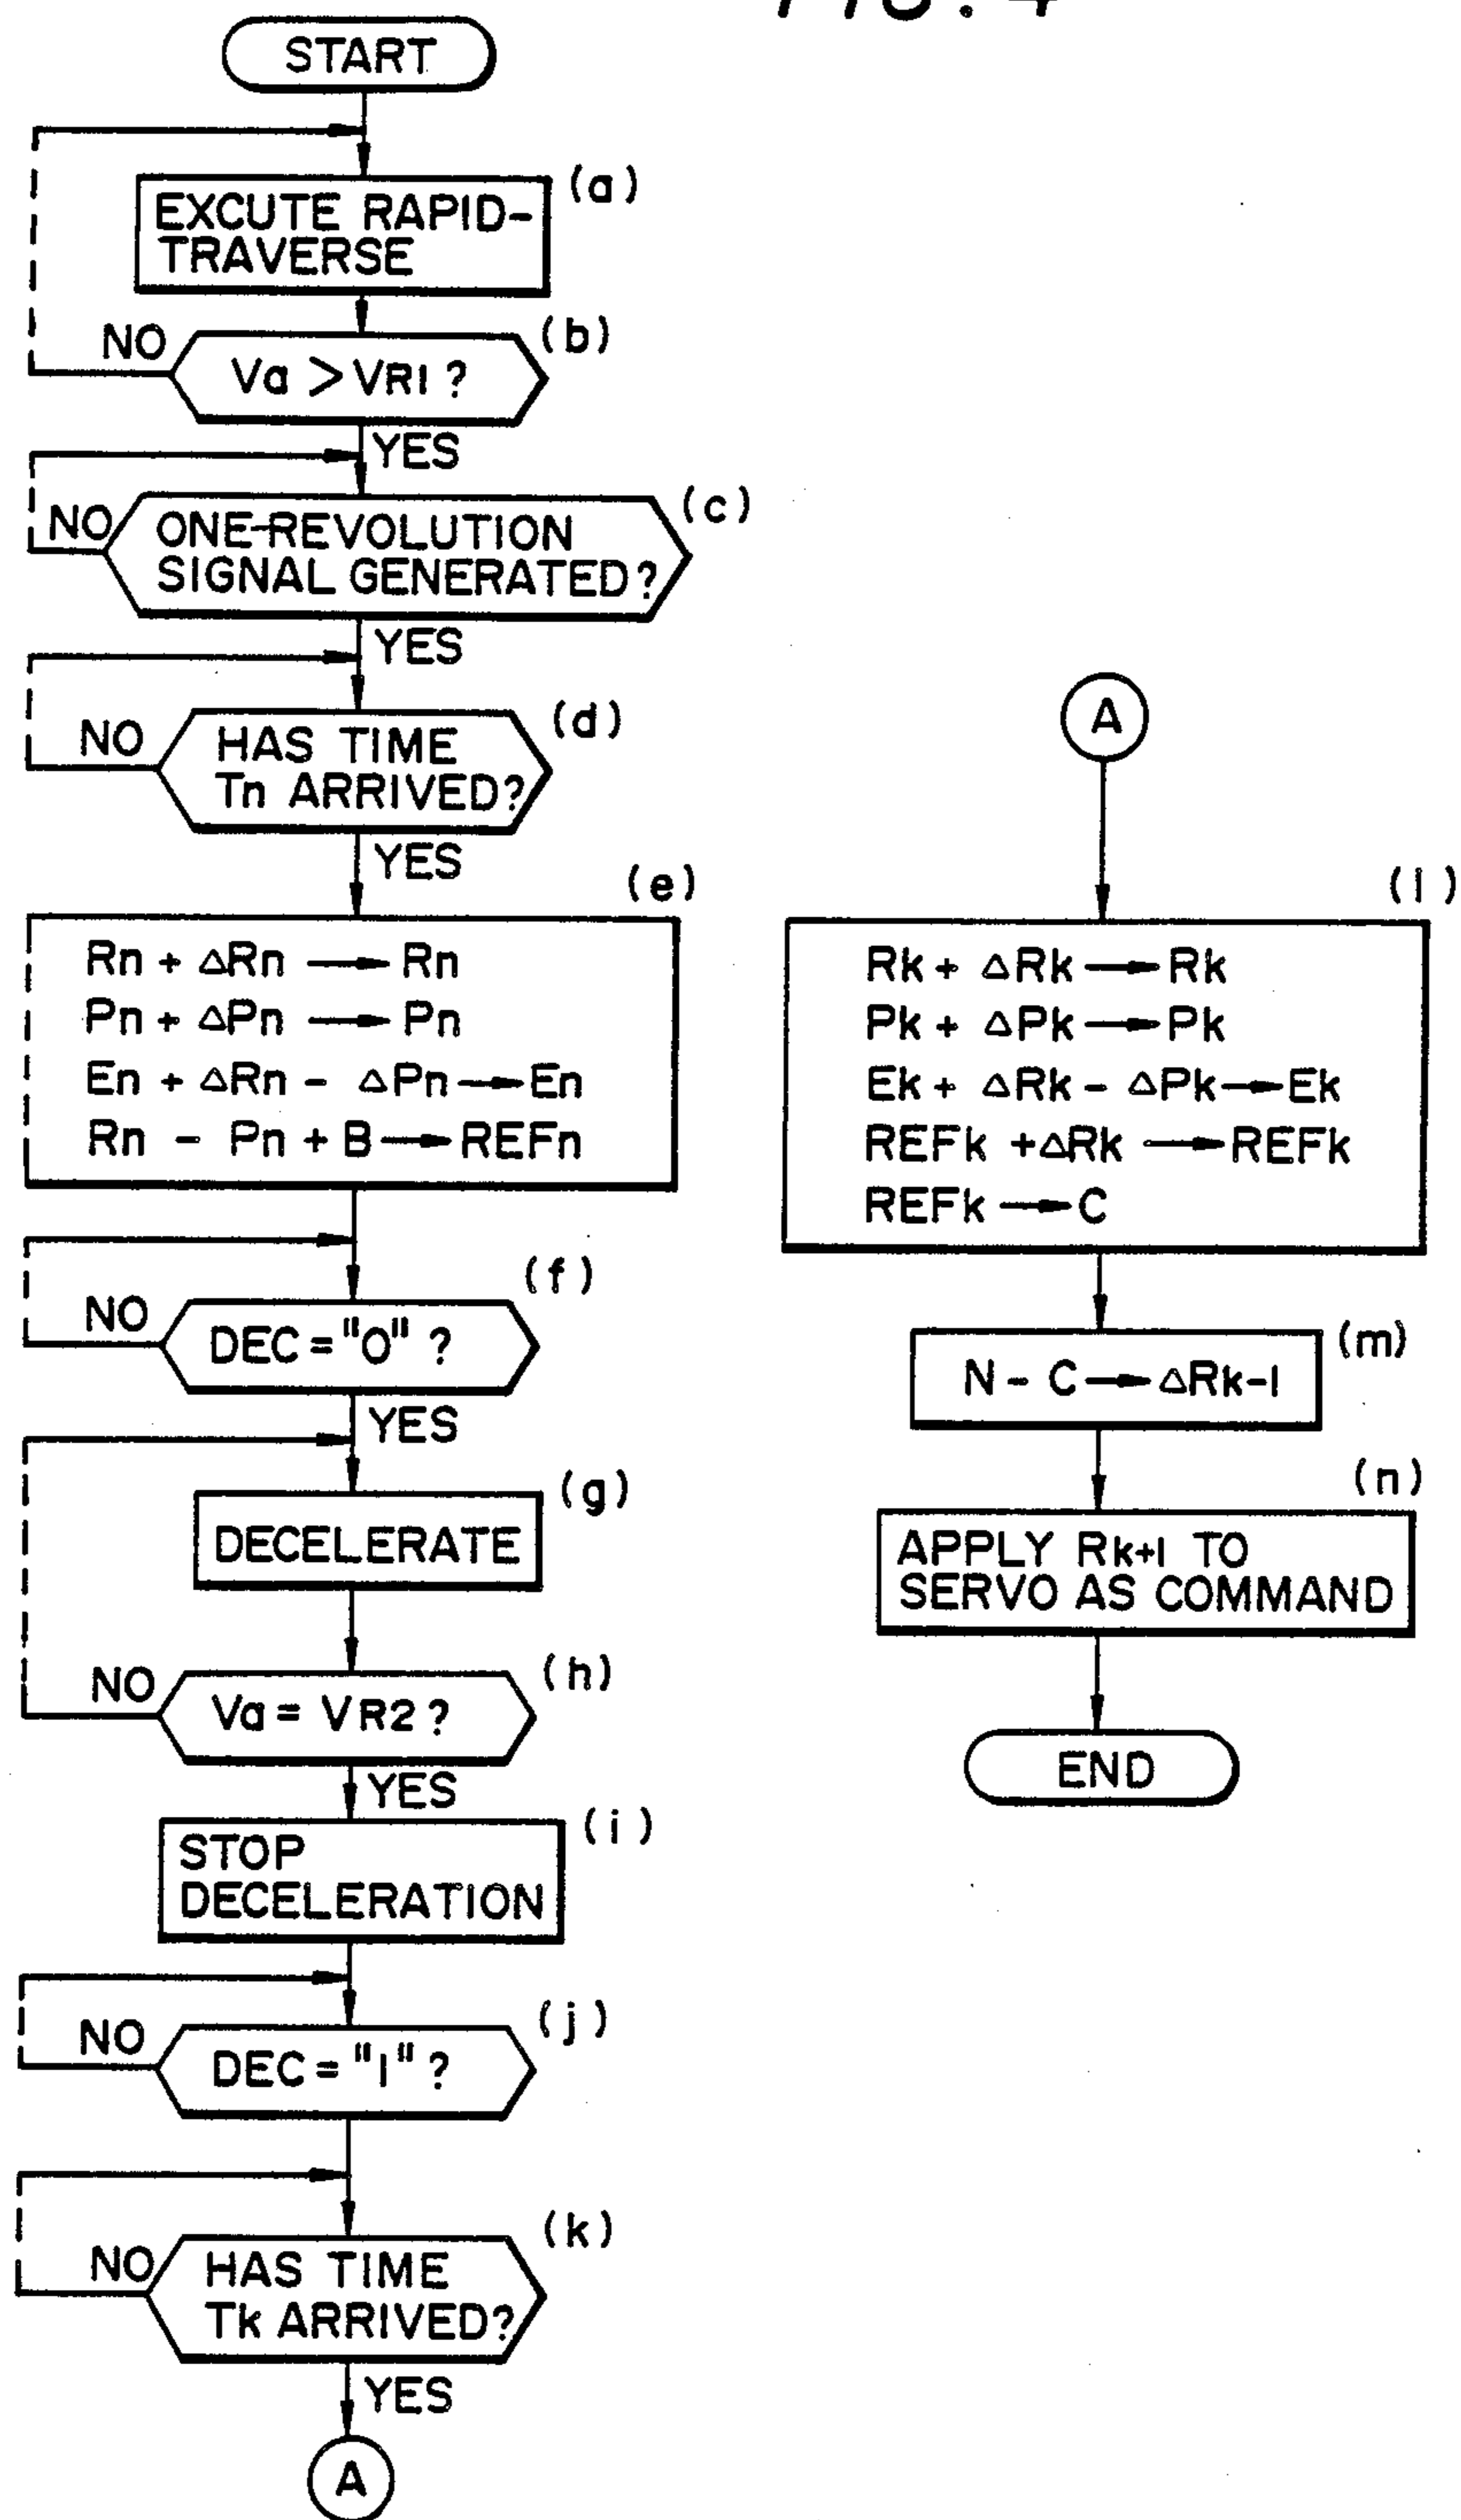 FIG. 4
START
(a)
EXCUTE RAPID-
TRAVERSE
(b)
NO
Va > VR1 ?
YES
(c)
NO
ONE-REVOLUTION
SIGNAL GENERATED?
YES
(d)
NO
HAS TIME
Tn ARRIVED?
YES
(e)
Rn + ΔRn → Rn
Pn + ΔPn → Pn
En + ΔRn - ΔPn → En
Rn - Pn + B → REFn
(f)
NO
DEC = "0" ?
YES
(g)
DECELERATE
(h)
NO
Va = VR2 ?
YES
(i)
STOP
DECELERATION
(j)
NO
DEC = "1" ?
(k)
NO
HAS TIME
Tk ARRIVED?
YES
A
A
(l)
Rk + ΔRk → Rk
Pk + ΔPk → Pk
Ek + ΔRk - ΔPk → Ek
REFk + ΔRk → REFk
REFk → C
(m)
N - C → ΔRk-1
(n)
APPLY Rk+1 TO
SERVO AS COMMAND
END